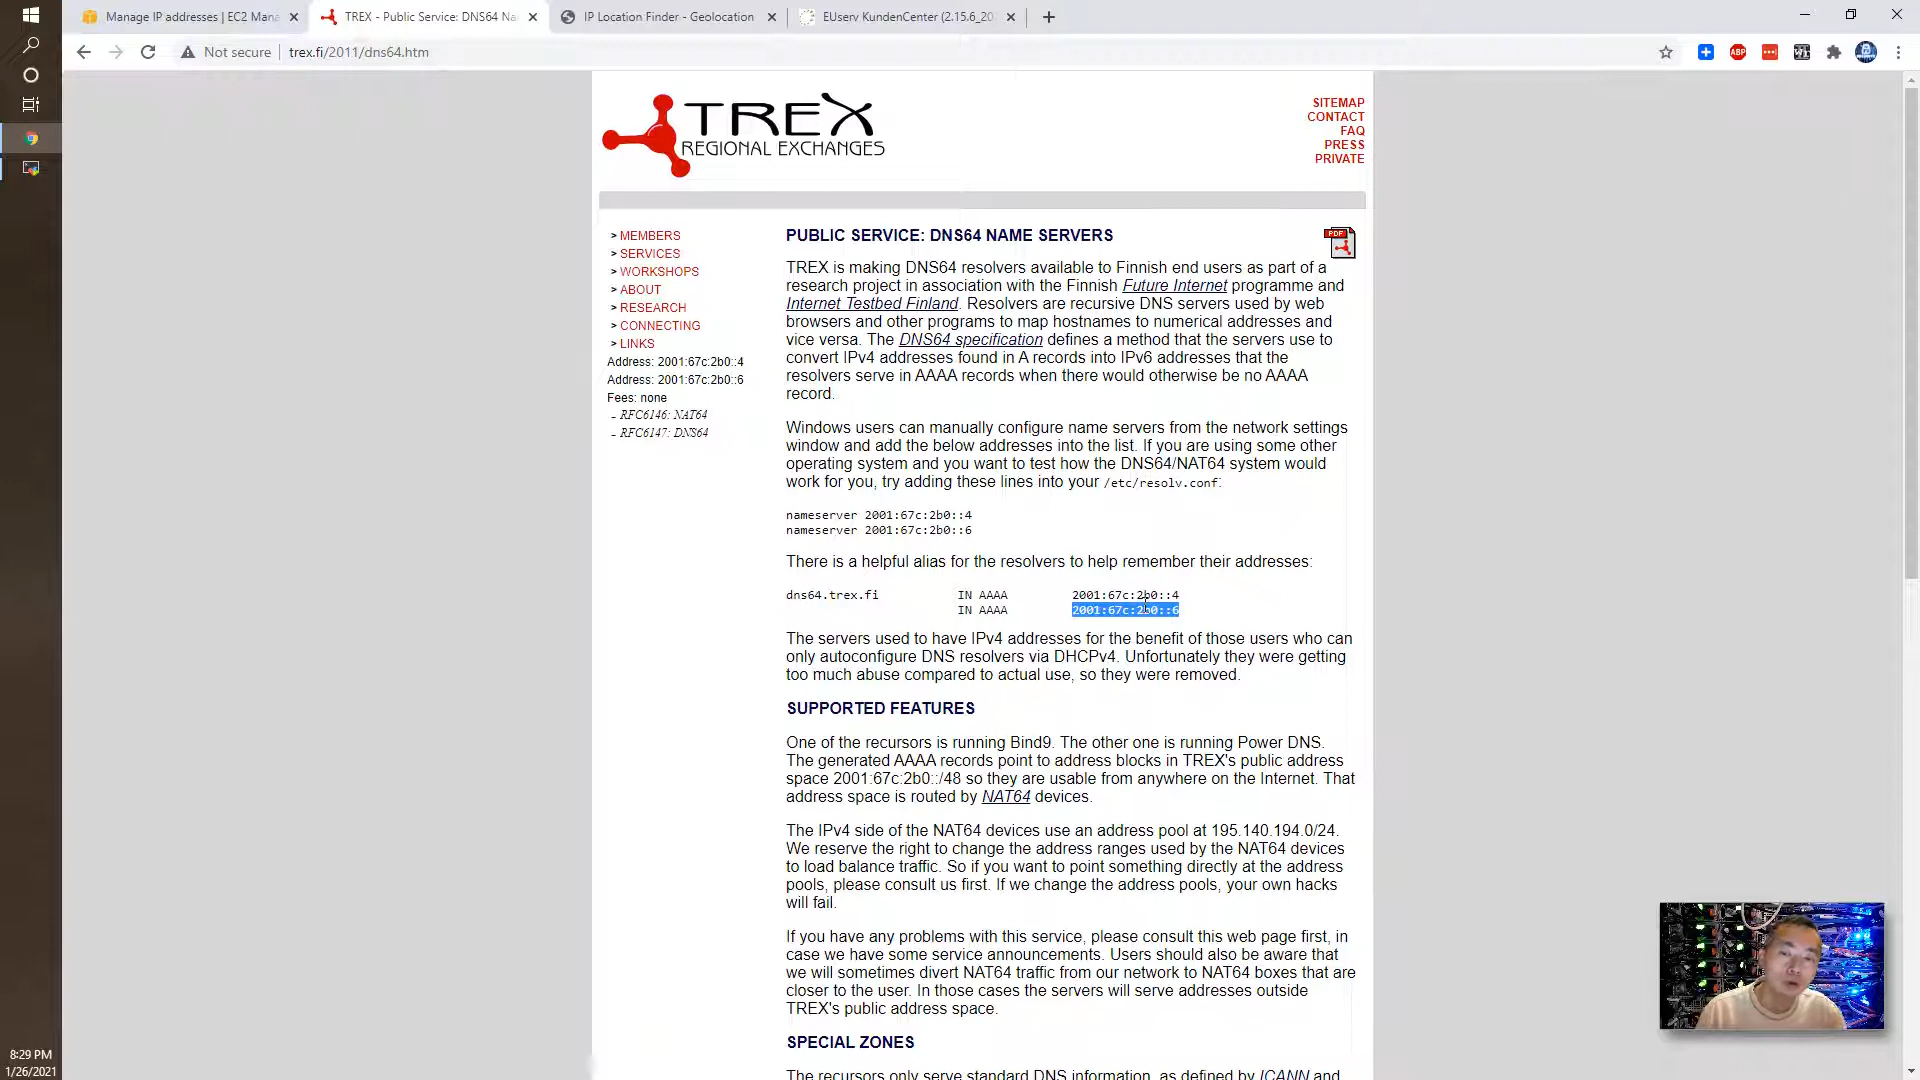 Manage IP addresses | EC2 Mana
TREX - Public Service: DNS64 Na
IP Location Finder - Geolocation
EUserv KundenCenter (2.15.6_20
Not secure
trex.fi/2011/dns64.htm
ABP
TREX
REGIONAL EXCHANGES
SITEMAP
CONTACT
FAQ
PRESS
PRIVATE
> MEMBERS
> SERVICES
> WORKSHOPS
> ABOUT
> RESEARCH
> CONNECTING
> LINKS
Address: 2001:67c:2b0::4
Address: 2001:67c:2b0::6
Fees: none
- RFC6146: NAT64
- RFC6147: DNS64
PUBLIC SERVICE: DNS64 NAME SERVERS
PDF
TREX is making DNS64 resolvers available to Finnish end users as part of a
research project in association with the Finnish Future Internet programme and
Internet Testbed Finland. Resolvers are recursive DNS servers used by web
browsers and other programs to map hostnames to numerical addresses and
vice versa. The DNS64 specification defines a method that the servers use to
convert IPv4 addresses found in A records into IPv6 addresses that the
resolvers serve in AAAA records when there would otherwise be no AAAA
record.
Windows users can manually configure name servers from the network settings
window and add the below addresses into the list. If you are using some other
operating system and you want to test how the DNS64/NAT64 system would
work for you, try adding these lines into your /etc/resolv.conf:
nameserver 2001:67c:2b0::4
nameserver 2001:67c:2b0::6
There is a helpful alias for the resolvers to help remember their addresses:
dns64.trex.fi IN AAAA 2001:67c:2b0::4
IN AAAA 2001:67c:2b0::6
The servers used to have IPv4 addresses for the benefit of those users who can
only autoconfigure DNS resolvers via DHCPv4. Unfortunately they were getting
too much abuse compared to actual use, so they were removed.
SUPPORTED FEATURES
One of the recursors is running Bind9. The other one is running Power DNS.
The generated AAAA records point to address blocks in TREX's public address
space 2001:67c:2b0::/48 so they are usable from anywhere on the Internet. That
address space is routed by NAT64 devices.
The IPv4 side of the NAT64 devices use an address pool at 195.140.194.0/24.
We reserve the right to change the address ranges used by the NAT64 devices
to load balance traffic. So if you want to point something directly at the address
pools, please consult us first. If we change the address pools, your own hacks
will fail.
If you have any problems with this service, please consult this web page first, in
case we have some service announcements. Users should also be aware that
we will sometimes divert NAT64 traffic from our network to NAT64 boxes that are
closer to the user. In those cases the servers will serve addresses outside
TREX's public address space.
SPECIAL ZONES
The recursors only serve standard DNS information, as defined by ICANN and
8:29 PM
1/26/2021